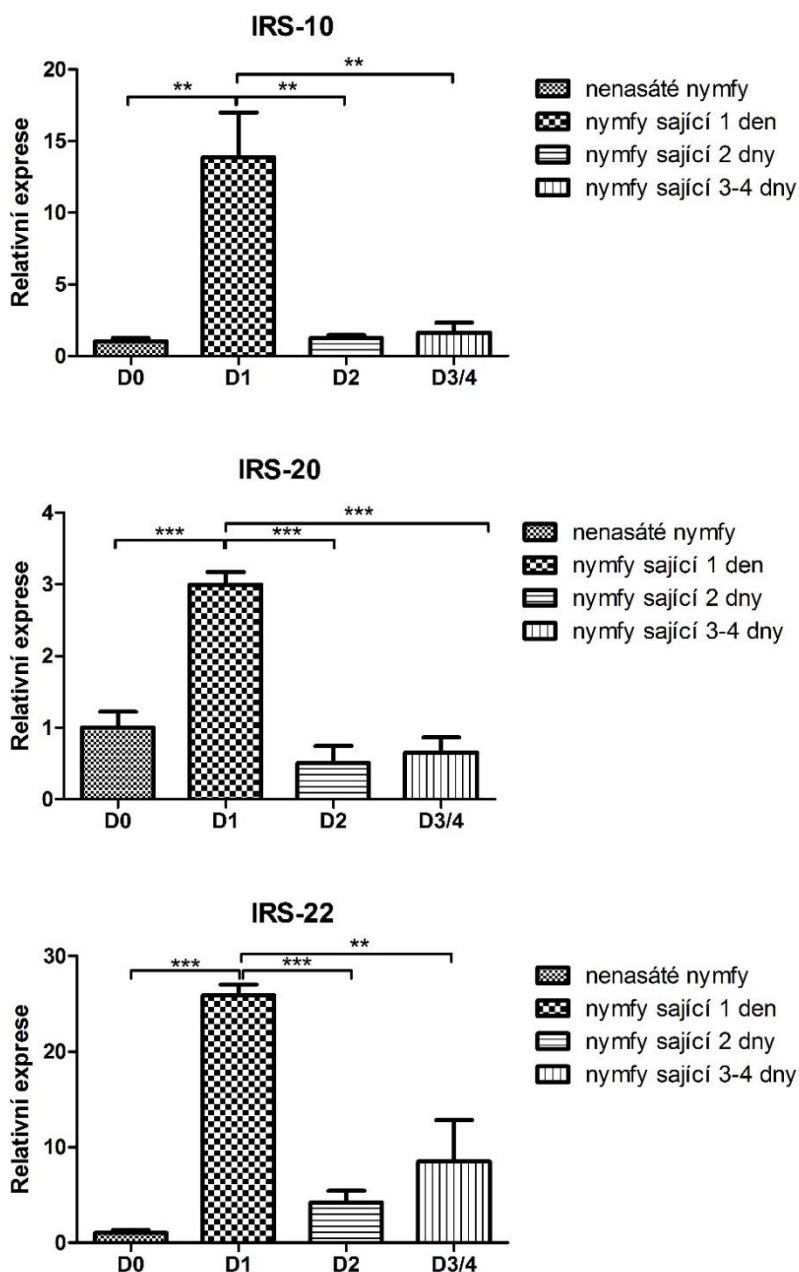 IRS-10
Relativní exprese
20
15
10
5
0
** **
**
D0 D1 D2 D3/4
nenasáté nymfy
nymfy sající 1 den
nymfy sající 2 dny
nymfy sající 3-4 dny
IRS-20
Relativní exprese
4
3
2
1
0
*** ***
***
D0 D1 D2 D3/4
nenasáté nymfy
nymfy sající 1 den
nymfy sající 2 dny
nymfy sající 3-4 dny
IRS-22
Relativní exprese
30
20
10
0
*** ***
**
D0 D1 D2 D3/4
nenasáté nymfy
nymfy sající 1 den
nymfy sající 2 dny
nymfy sající 3-4 dny